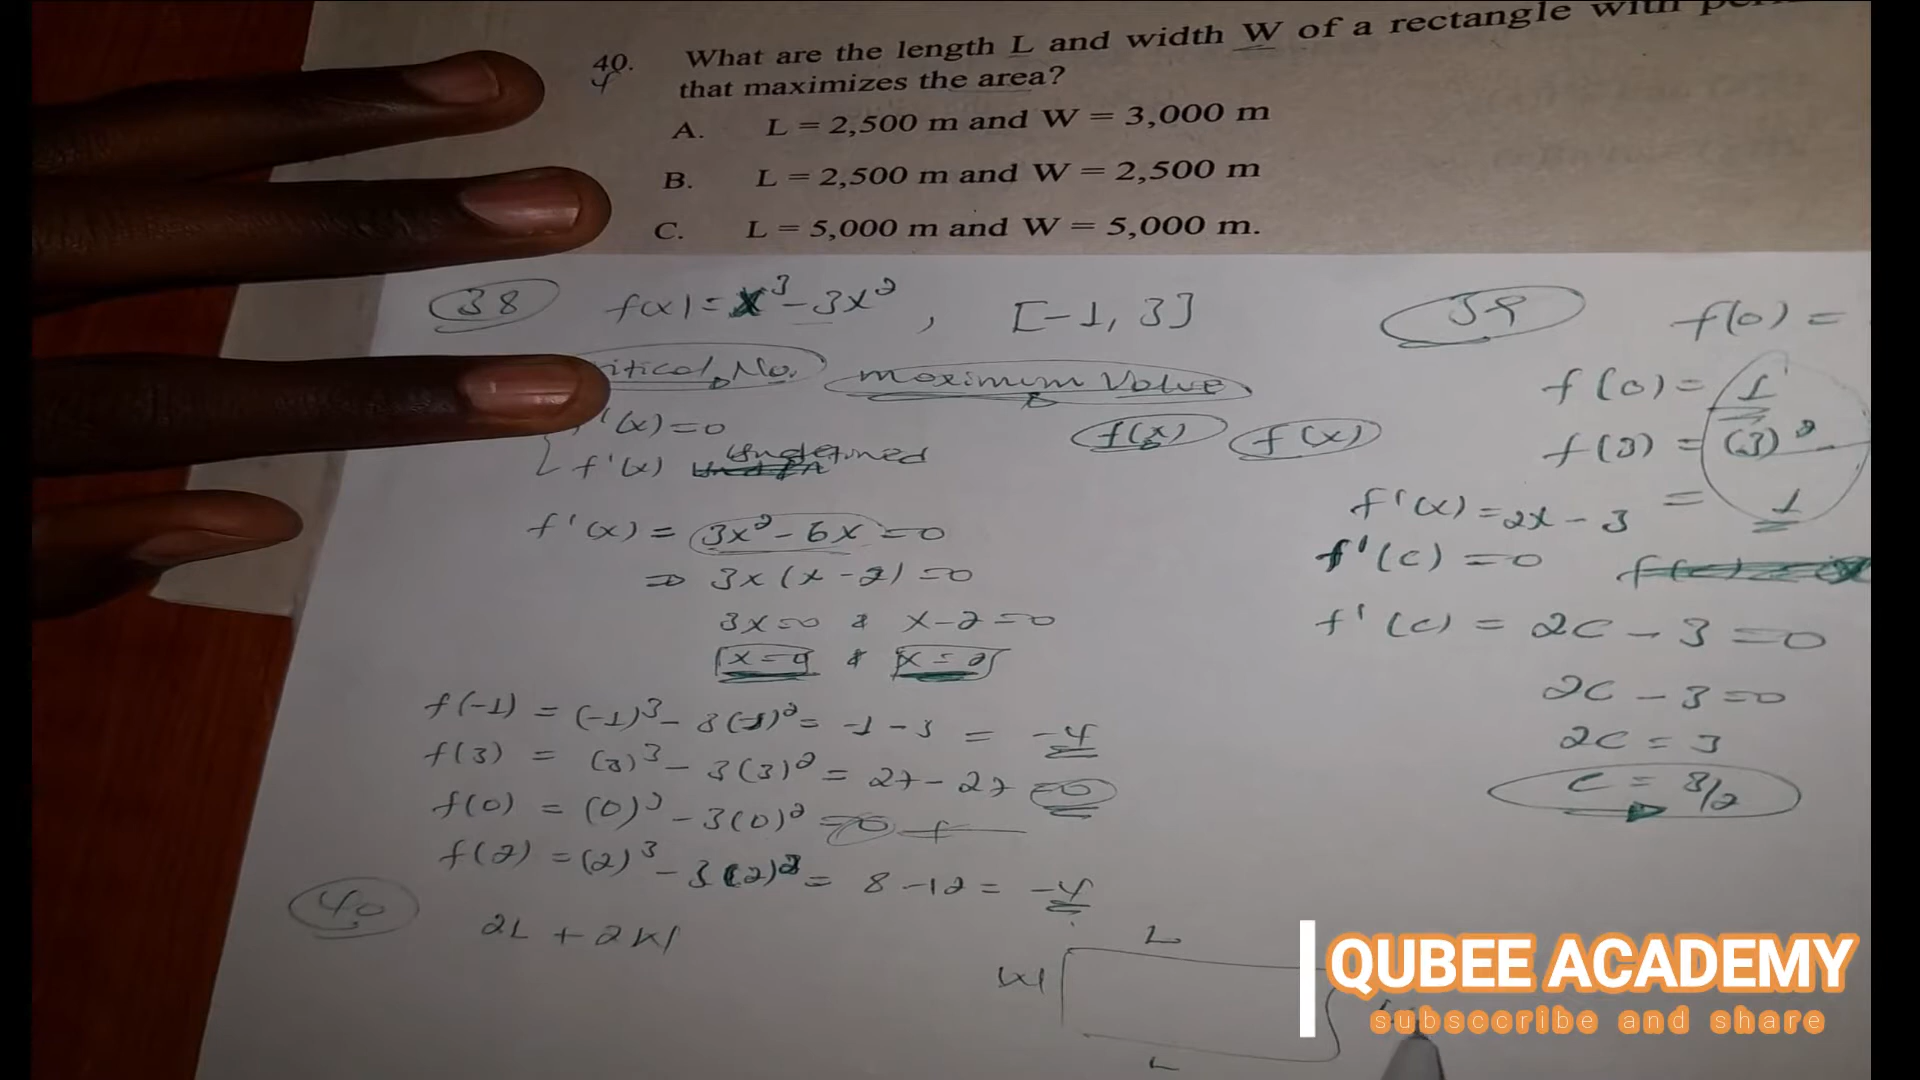 40. What are the length L and width W of a rectangle with
that maximizes the area?
A. L = 2,500 m and W = 3,000 m
B. L = 2,500 m and W = 2,500 m
C. L = 5,000 m and W = 5,000 m.
38 f(x) = x³ - 3x² , [-1, 3]
itical No. maximum Value
'(x) = 0
f'(x) Undefined
f(x) f(x)
f'(x) = 3x² - 6x = 0
⇒ 3x(x - 2) = 0
3x = 0 & x - 2 = 0
x = 0 & x = 2
f(-1) = (-1)³ - 3(-1)² = -1 - 3 = -4
f(3) = (3)³ - 3(3)² = 27 - 27 = 0
f(0) = (0)³ - 3(0)² = 0
f(2) = (2)³ - 3(2)² = 8 - 12 = -4
39 f(0) =
f(0) = 1
f(3) = (3)²
= 1
f'(x) = 2x - 3
f'(c) = 0
f'(c) = 2c - 3 = 0
2c - 3 = 0
2c = 3
c = 3/2
40 2L + 2W
L
W
L
QUBEE ACADEMY
subsccribe and share